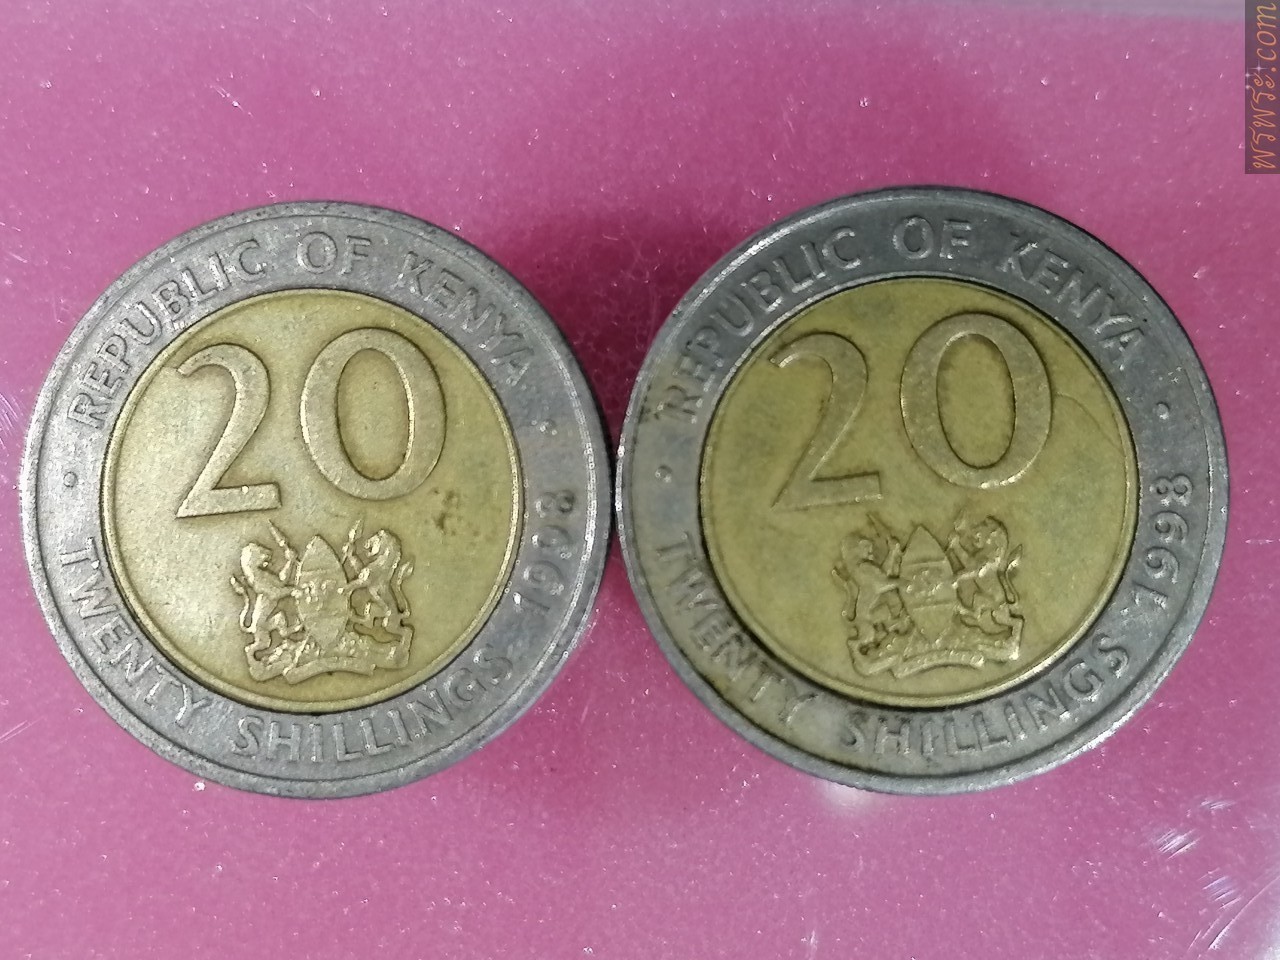 REPUBLIC OF KENYA
20
TWENTY SHILLINGS 1998
REPUBLIC OF KENYA
20
TWENTY SHILLINGS 1998